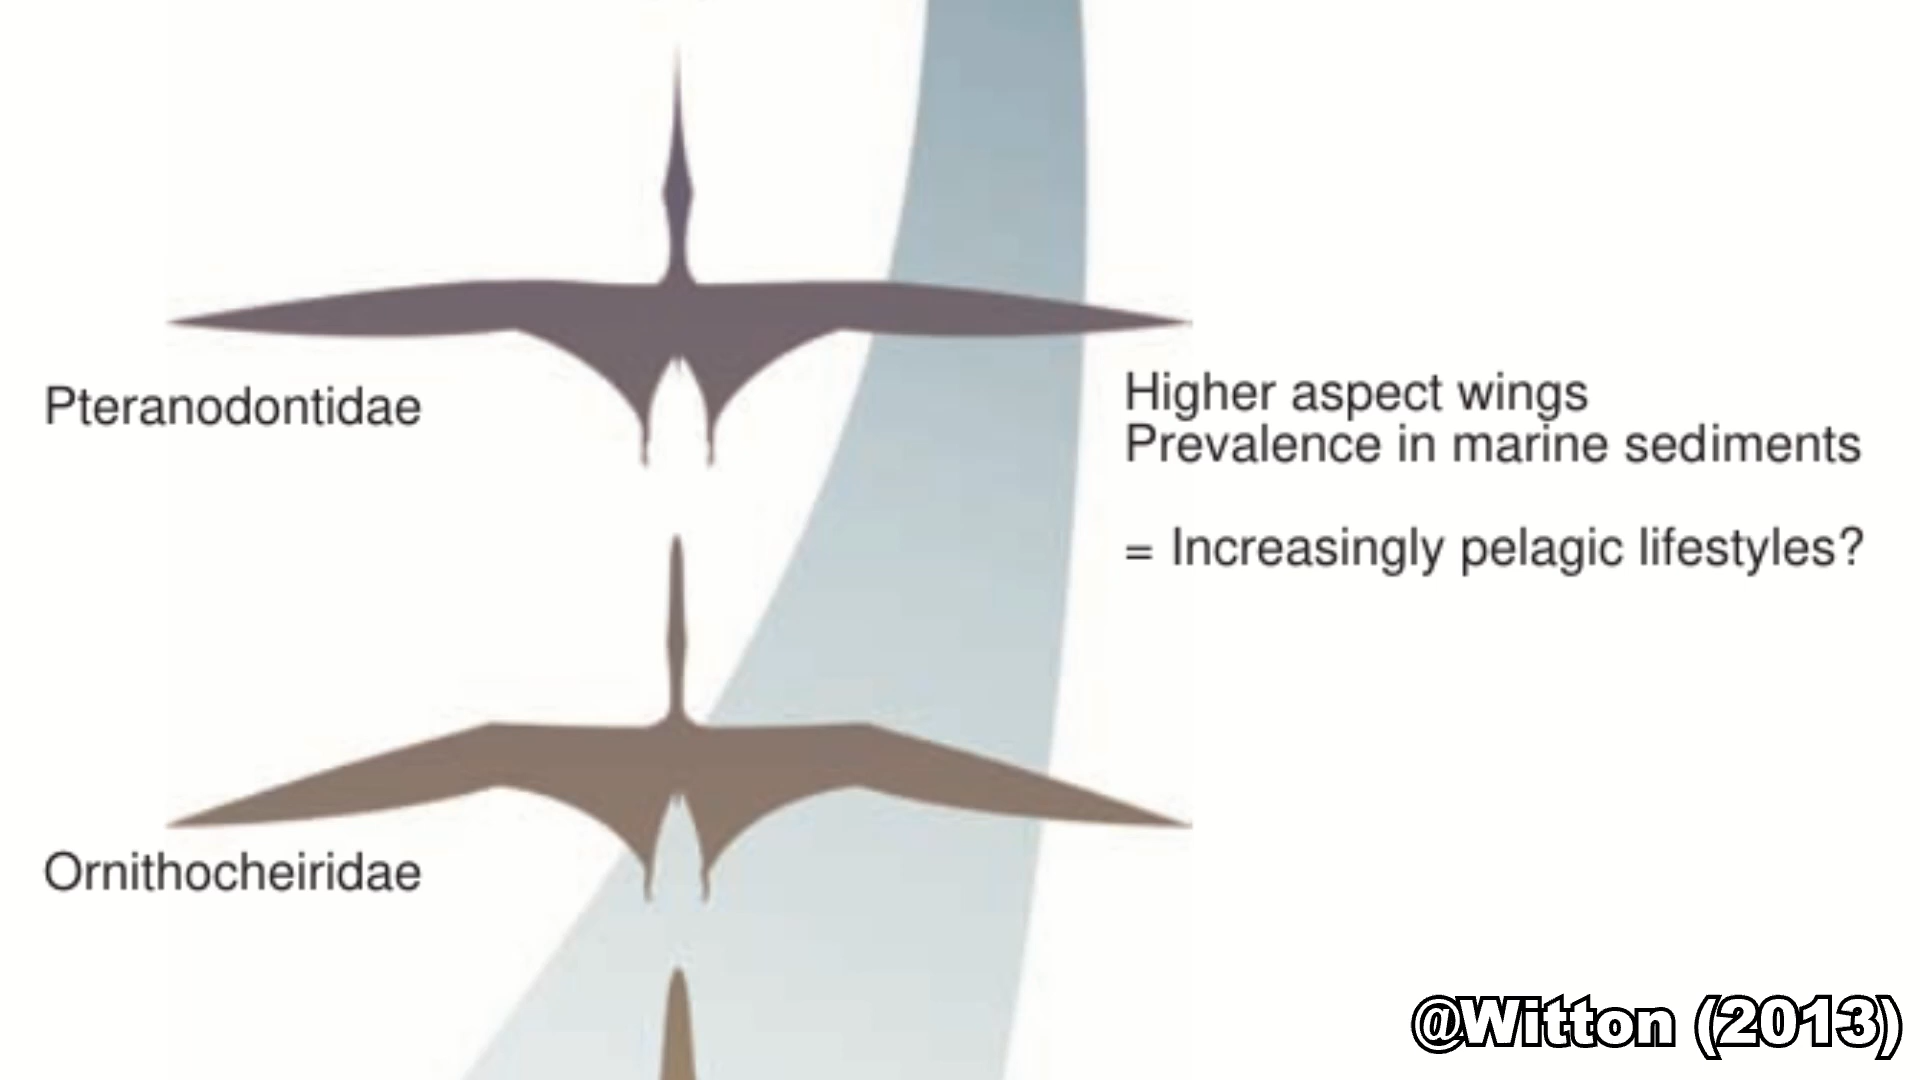 Pteranodontidae
Higher aspect wings
Prevalence in marine sediments
= Increasingly pelagic lifestyles?
Ornithocheiridae
@Witton (2013)